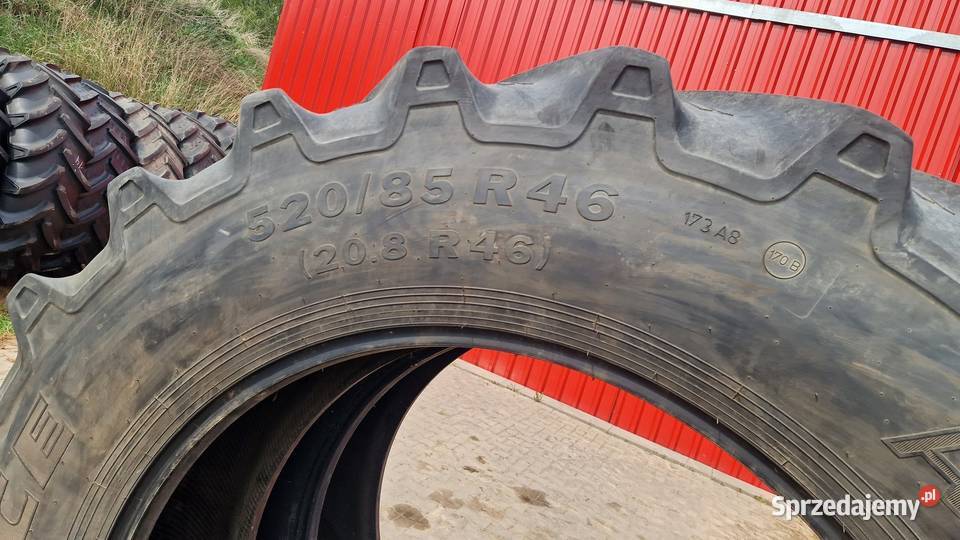 520/85 R46
(20.8 R46)
173 A8
170 B
Sprzedajemy.pl